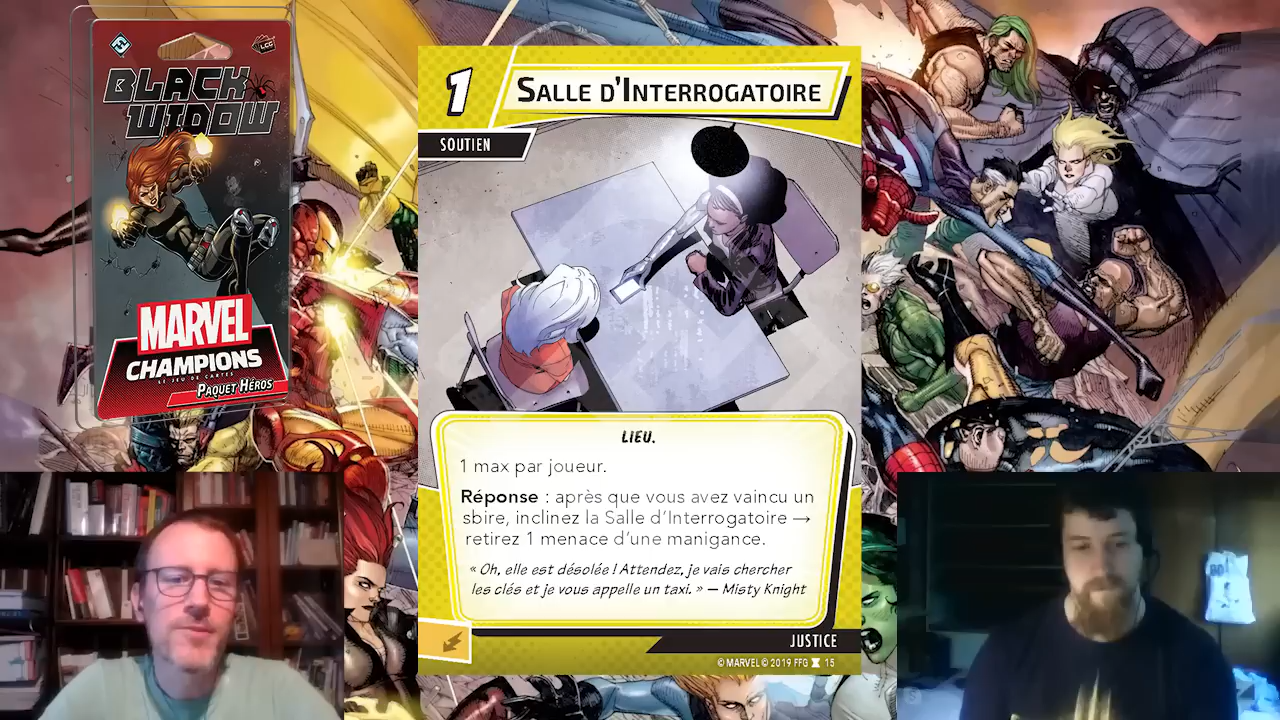 BLACK
WIDOW
MARVEL
CHAMPIONS
LE JEU DE CARTES
PAQUET HÉROS
LCG
1
SALLE D'INTERROGATOIRE
SOUTIEN
LIEU.
1 max par joueur.
Réponse : après que vous avez vaincu un
sbire, inclinez la Salle d'Interrogatoire →
retirez 1 menace d'une manigance.
« Oh, elle est désolée ! Attendez, je vais chercher
les clés et je vous appelle un taxi. » — Misty Knight
JUSTICE
© MARVEL © 2019 FFG 15